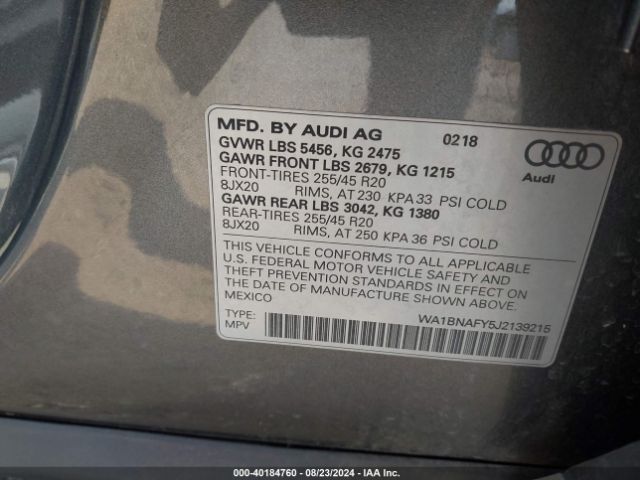 MFD. BY AUDI AG 0218
GVWR LBS 5456, KG 2475
GAWR FRONT LBS 2679, KG 1215
FRONT-TIRES 255/45 R20
8JX20 RIMS, AT 230 KPA 33 PSI COLD
GAWR REAR LBS 3042, KG 1380
REAR-TIRES 255/45 R20
8JX20 RIMS, AT 250 KPA 36 PSI COLD
Audi
THIS VEHICLE CONFORMS TO ALL APPLICABLE
U.S. FEDERAL MOTOR VEHICLE SAFETY AND
THEFT PREVENTION STANDARDS IN EFFECT ON
THE DATE OF MANUFACTURE SHOWN ABOVE.
MEXICO
TYPE:
MPV
WA1BNAFY5J2139215
000-40184760 - 08/23/2024 - IAA Inc.